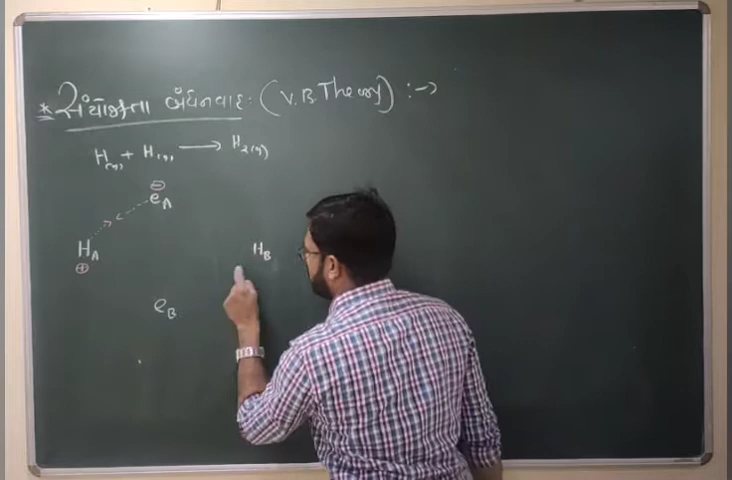 * સંયોજકતા બંધનવાદ : (V.B. Theory) :→
H(g) + H(g) ⟶ H2(g)
⊖
eA
HA
⊕
HB
eB